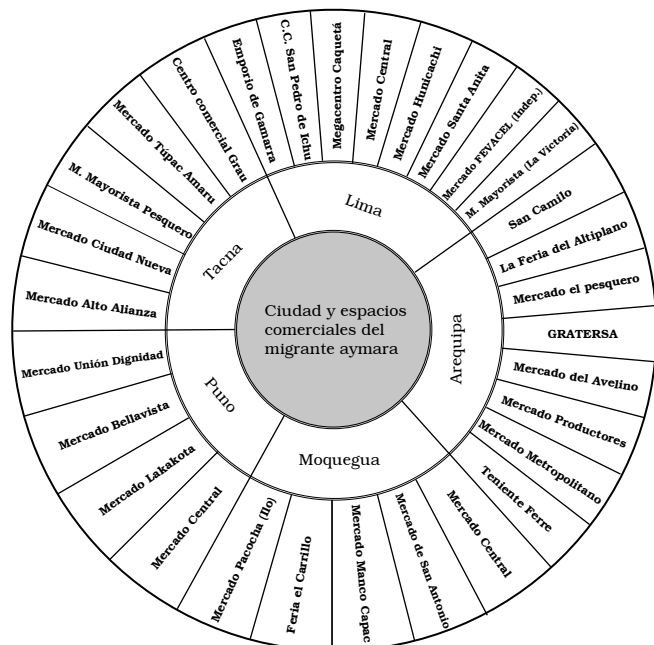 Ciudad y espacios
comerciales del
migrante aymara
Lima
Arequipa
Moquegua
Puno
Tacna
Emporio de
Gamarra
C.C. San Pedro de Ichu
Megacentro Caquetá
Mercado Central
Mercado Hunicachi
Mercado Santa Anita
Mercado FEVACEL (Indep.)
M. Mayorista (La Victoria)
San Camilo
La Feria del Altiplano
Mercado el pesquero
GRATERSA
Mercado del Avelino
Mercado Productores
Mercado Metropolitano
Teniente Ferre
Mercado Central
Mercado de San Antonio
Mercado Manco Capac
Feria el Carrillo
Mercado Pacocha (Ilo)
Mercado Central
Mercado Lakakota
Mercado Bellavista
Mercado Unión Dignidad
Mercado Alto Alianza
Mercado Ciudad Nueva
M. Mayorista Pesquero
Mercado Túpac Amaru
Centro comercial Grau